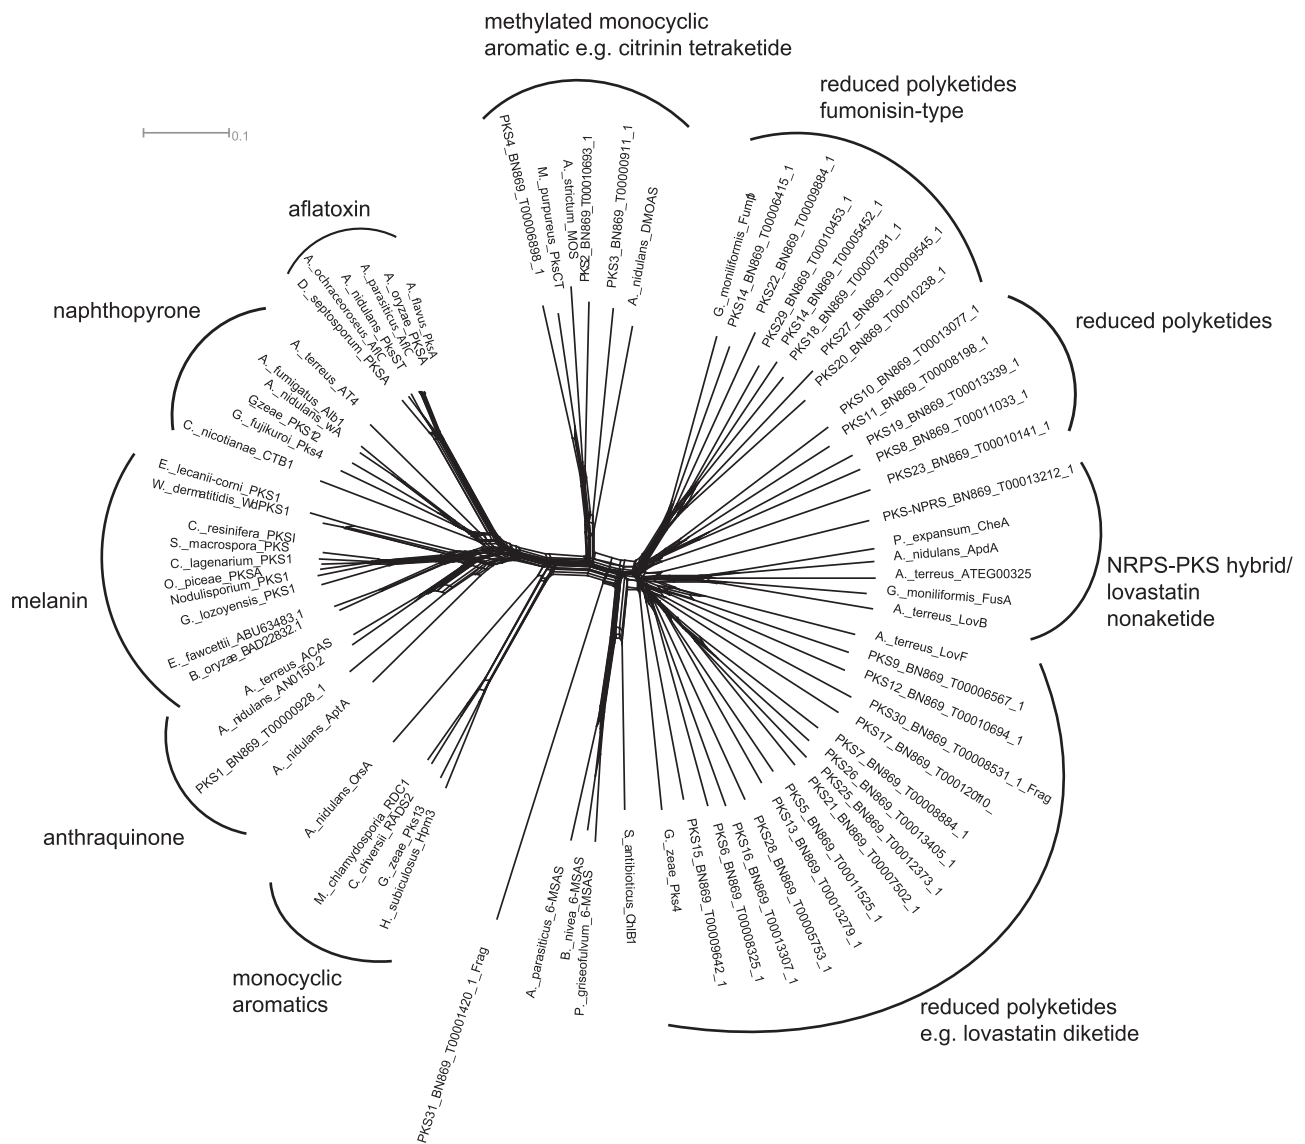 methylated monocyclic
aromatic e.g. citrinin tetraketide
reduced polyketides
fumonisin-type
0.1
aflatoxin
naphthopyrone
melanin
anthraquinone
monocyclic
aromatics
reduced polyketides
NRPS-PKS hybrid/
lovastatin
nonaketide
reduced polyketides
e.g. lovastatin diketide
PKS4_BN869_T00006898_1
M._purpureus_PksCT
A._strictum_MOS
PKS2_BN869_T00010693_1
PKS3_BN869_T00000911_1
A._nidulans_DMOAS
G._moniliformis_Fump
PKS14_BN869_T00006415_1
PKS22_BN869_T00009884_1
PKS29_BN869_T00010453_1
PKS14_BN869_T00005452_1
PKS18_BN869_T00007381_1
PKS27_BN869_T00009545_1
PKS20_BN869_T00010238_1
PKS10_BN869_T00013077_1
PKS11_BN869_T00008198_1
PKS19_BN869_T00013339_1
PKS8_BN869_T00011033_1
PKS23_BN869_T00010141_1
PKS-NPRS_BN869_T00013212_1
P._expansum_CheA
A._nidulans_ApdA
A._terreus_ATEG00325
G._moniliformis_FusA
A._terreus_LovB
A._terreus_LovF
PKS9_BN869_T00006567_1
PKS12_BN869_T00010694_1
PKS30_BN869_T00008531_1_Frag
PKS17_BN869_T000120ff0_
PKS7_BN869_T00008884_1
PKS26_BN869_T00013405_1
PKS25_BN869_T00012373_1
PKS21_BN869_T00007502_1
PKS5_BN869_T00011525_1
PKS13_BN869_T00013279_1
PKS28_BN869_T00005753_1
PKS16_BN869_T00013307_1
PKS6_BN869_T00008325_1
PKS15_BN869_T00009642_1
G._zeae_Pks4
S._antibioticus_ChlB1
P._griseofulvum_6-MSAS
B._nivea_6-MSAS
A._parasiticus_6-MSAS
PKS31_BN869_T00001420_1_Frag
H._subiculosus_Hpm3
G._zeae_Pks13
C._chiversii_RADS2
M._chlamydosporia_RDC1
A._nidulans_OrsA
A._nidulans_AptA
PKS1_BN869_T00000928_1
A._nidulans_AN0150.2
A._terreus_ACAS
B._oryzae_BAD22832.1
E._fawcettii_ABU63483.1
G._lozoyensis_PKS1
Nodulisporium_PKS1
O._piceae_PKSA
C._lagenarium_PKS1
S._macrospora_PKS
C._resinifera_PKSI
W._dermatitidis_WdPKS1
E._lecanii-corni_PKS1
C._nicotianae_CTB1
G._fujikuroi_Pks4
Gzeae_PKS12
A._nidulans_wA
A._fumigatus_Alb1
A._terreus_AT4
D._septosporum_PKSA
A._ochraceoroseus_AflC
A._nidulans_PksST
A._parasiticus_AflC
A._oryzae_PKSA
A._flavus_PksA